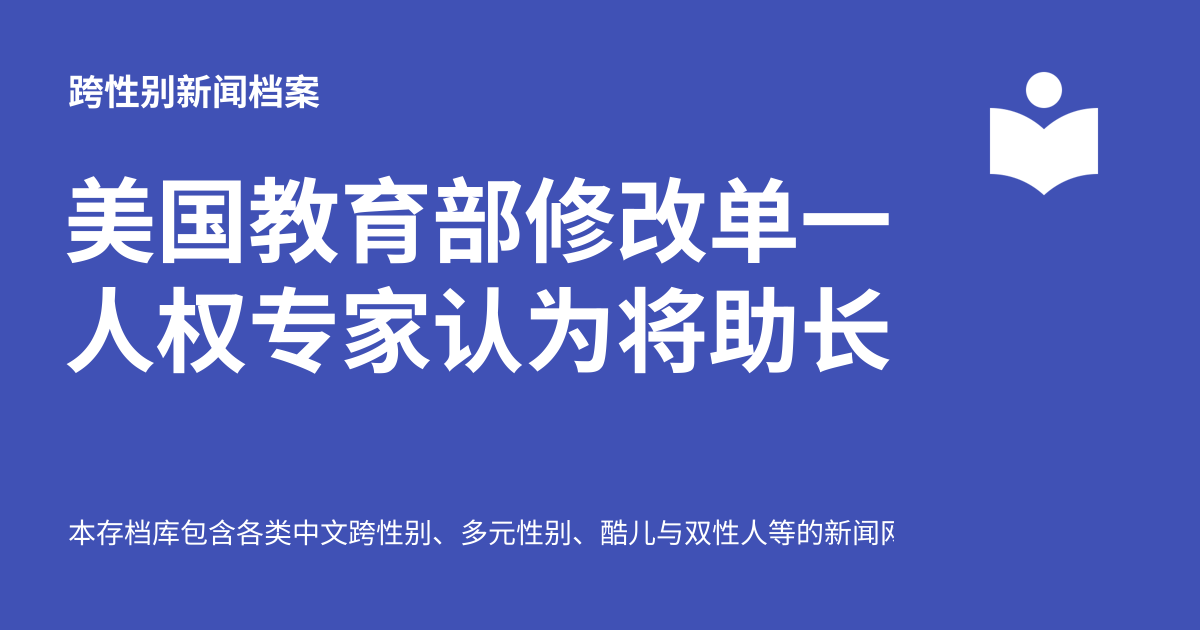 跨性别新闻档案
美国教育部修改单一
人权专家认为将助长
本存档库包含各类中文跨性别、多元性别、酷儿与双性人等的新闻